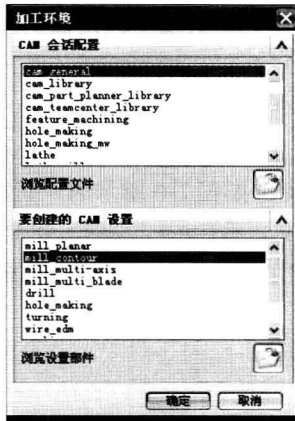 加工环境
CAM 会话配置
cam_general
cam_library
cam_part_planner_library
cam_teamcenter_library
feature_machining
hole_making
hole_making_mw
lathe
浏览配置文件
要创建的 CAM 设置
mill_planar
mill_contour
mill_multi-axis
mill_multi_blade
drill
hole_making
turning
wire_edm
浏览设置部件
确定
取消